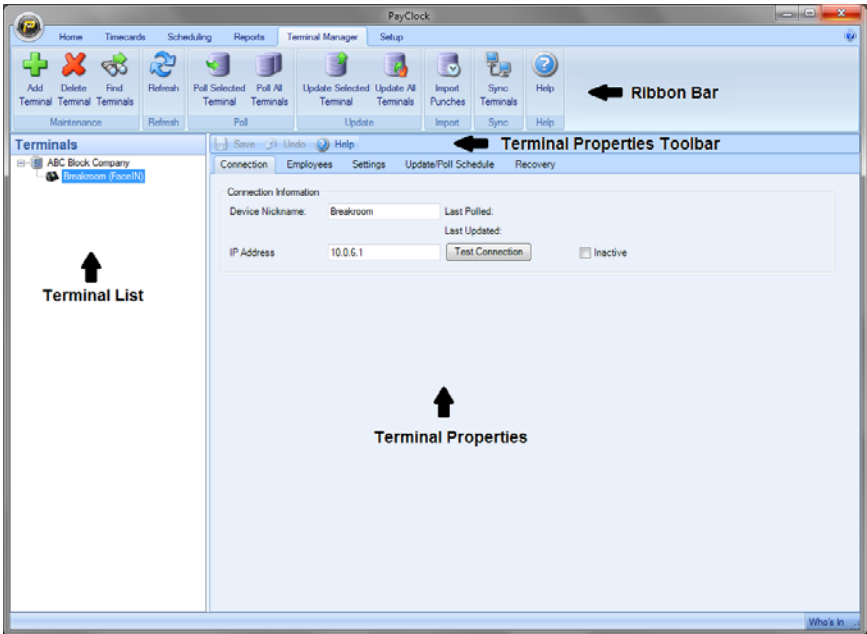 PayClock
Home Timecards Scheduling Reports Terminal Manager Setup
Add Terminal Delete Terminal Find Terminals Refresh Poll Selected Terminal Poll All Terminals Update Selected Terminal Update All Terminals Import Punches Sync Terminals Help
Maintenance Refresh Poll Update Import Sync Help
Ribbon Bar
Terminals
Save Undo Help
Terminal Properties Toolbar
ABC Block Company
Breakroom (FaceIN)
Connection Employees Settings Update/Poll Schedule Recovery
Connection Information
Device Nickname: Breakroom Last Polled:
Last Updated:
IP Address 10.0.6.1 Test Connection Inactive
Terminal List
Terminal Properties
Who's In